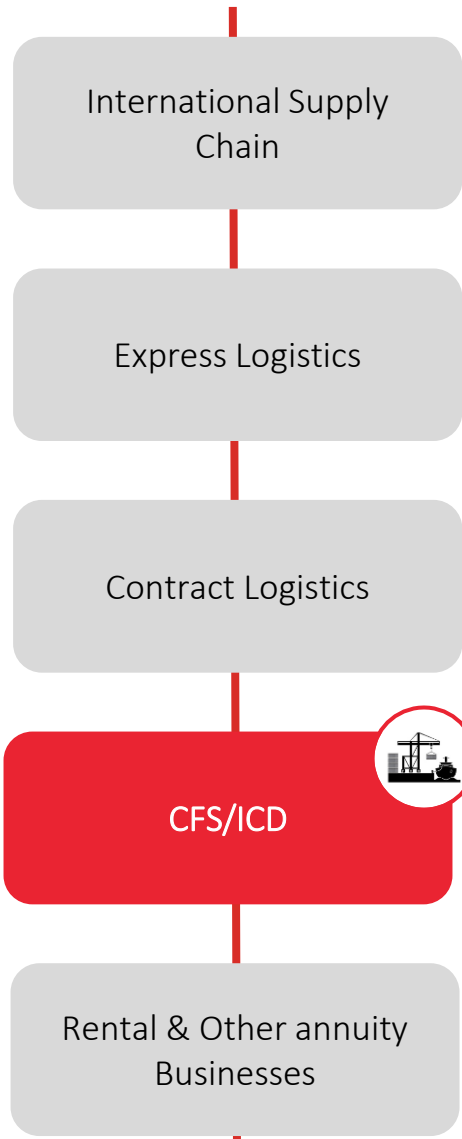 International Supply
Chain
Express Logistics
Contract Logistics
CFS/ICD
Rental & Other annuity
Businesses